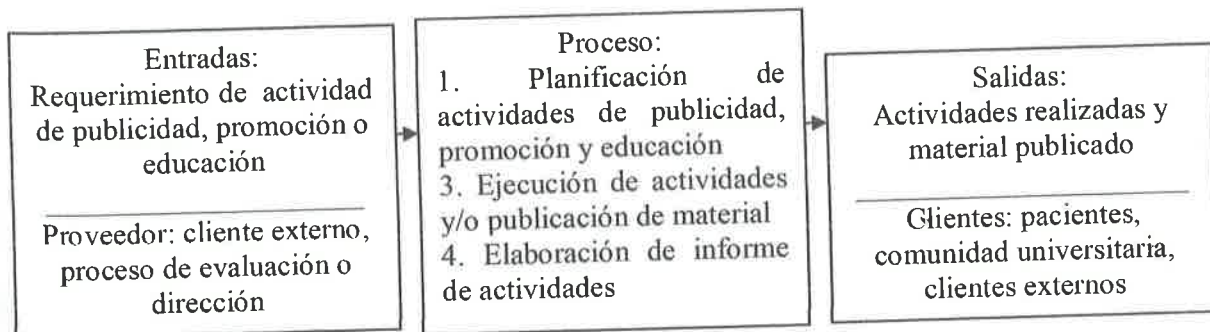 Entradas:
Requerimiento de actividad
de publicidad, promoción o
educación
Proveedor: cliente externo,
proceso de evaluación o
dirección
Proceso:
1. Planificación de
actividades de publicidad,
promoción y educación
3. Ejecución de actividades
y/o publicación de material
4. Elaboración de informe
de actividades
Salidas:
Actividades realizadas y
material publicado
Clientes: pacientes,
comunidad universitaria,
clientes externos